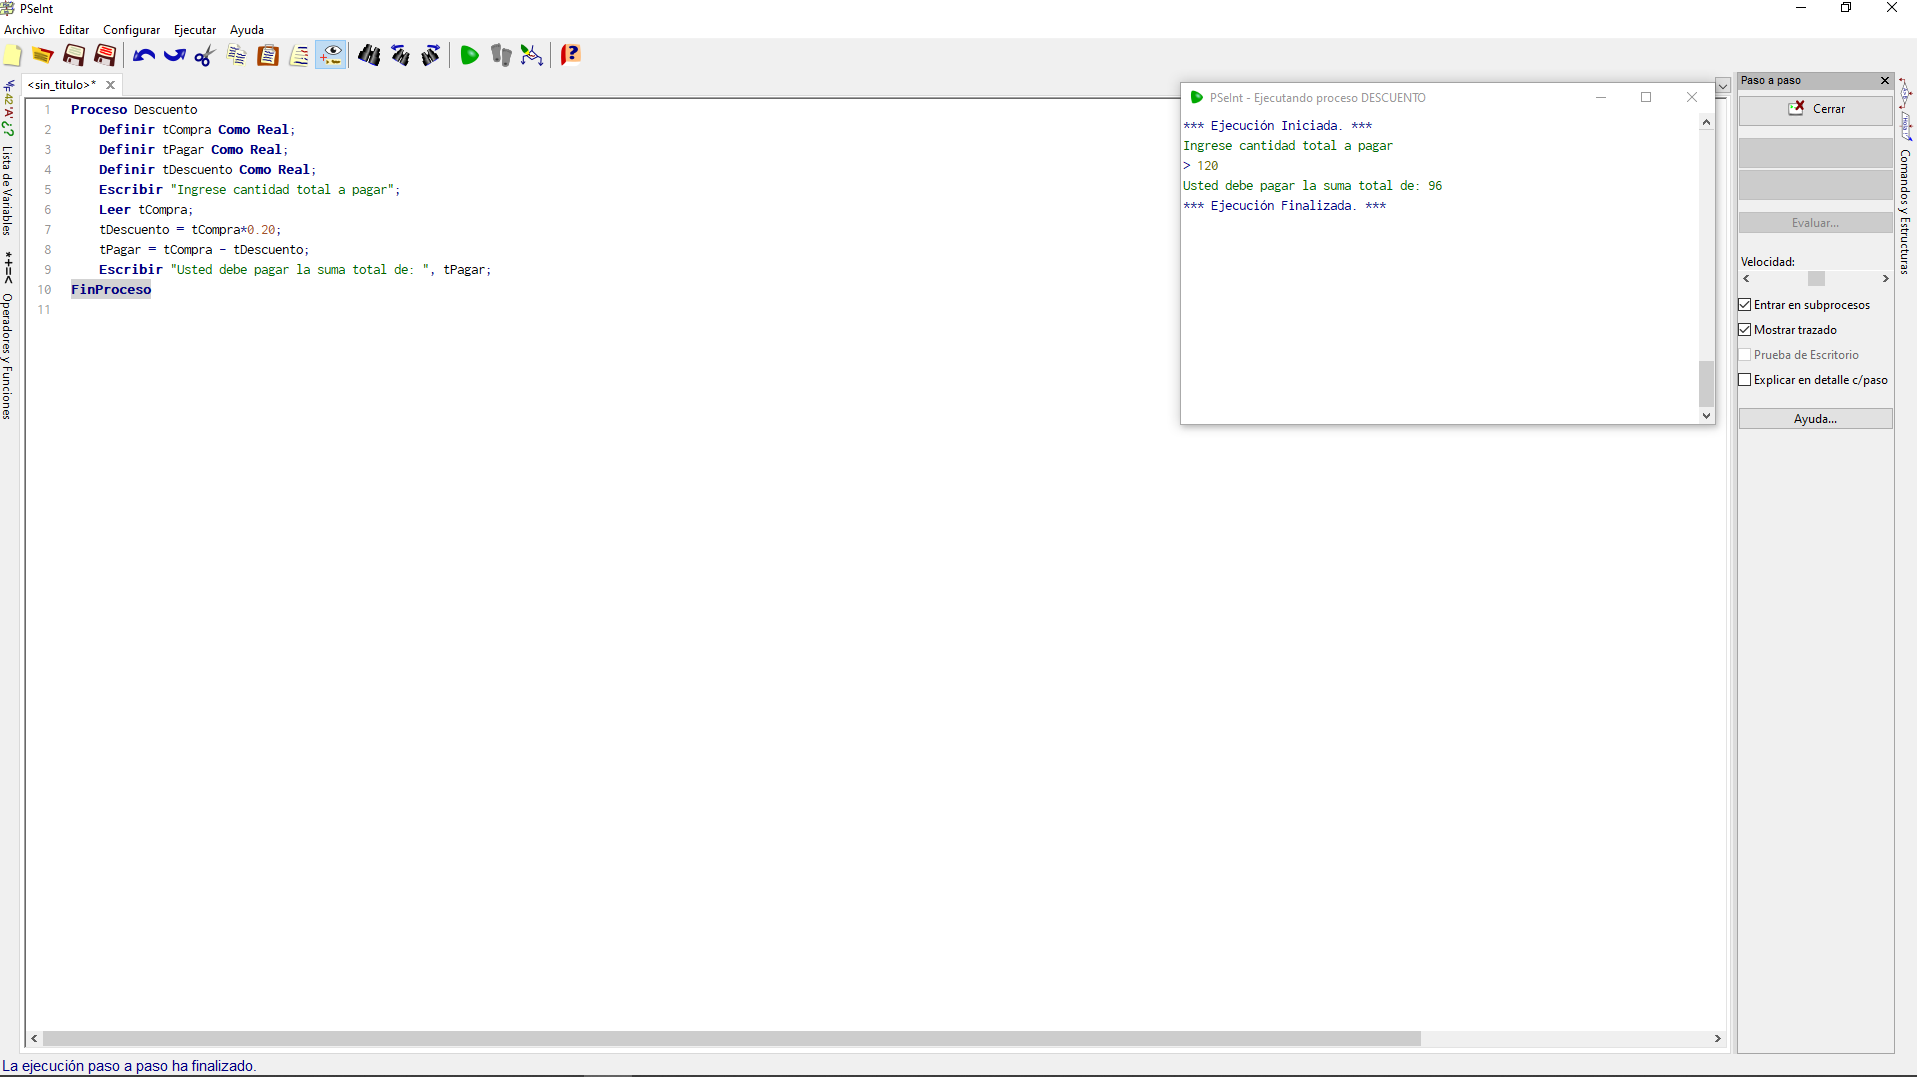 PSeInt
Archivo Editar Configurar Ejecutar Ayuda
<sin_titulo>*
1 Proceso Descuento
2 Definir tCompra Como Real;
3 Definir tPagar Como Real;
4 Definir tDescuento Como Real;
5 Escribir "Ingrese cantidad total a pagar";
6 Leer tCompra;
7 tDescuento = tCompra*0.20;
8 tPagar = tCompra - tDescuento;
9 Escribir "Usted debe pagar la suma total de: ", tPagar;
10 FinProceso
11
Lista de Variables
*+=< Operadores y Funciones
PSeInt - Ejecutando proceso DESCUENTO
*** Ejecución Iniciada. ***
Ingrese cantidad total a pagar
> 120
Usted debe pagar la suma total de: 96
*** Ejecución Finalizada. ***
Paso a paso
Cerrar
Evaluar...
Velocidad:
Entrar en subprocesos
Mostrar trazado
Prueba de Escritorio
Explicar en detalle c/paso
Ayuda...
Comandos y Estructuras
La ejecución paso a paso ha finalizado.